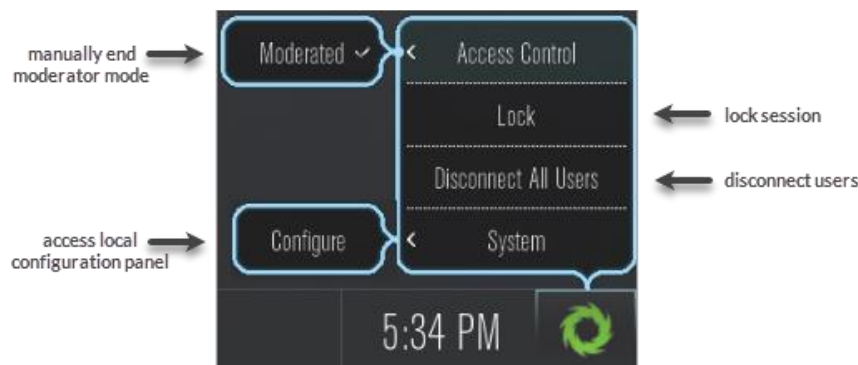 manually end
moderator mode
Moderated ✓
Access Control
Lock
lock session
Disconnect All Users
disconnect users
access local
configuration panel
Configure
System
5:34 PM